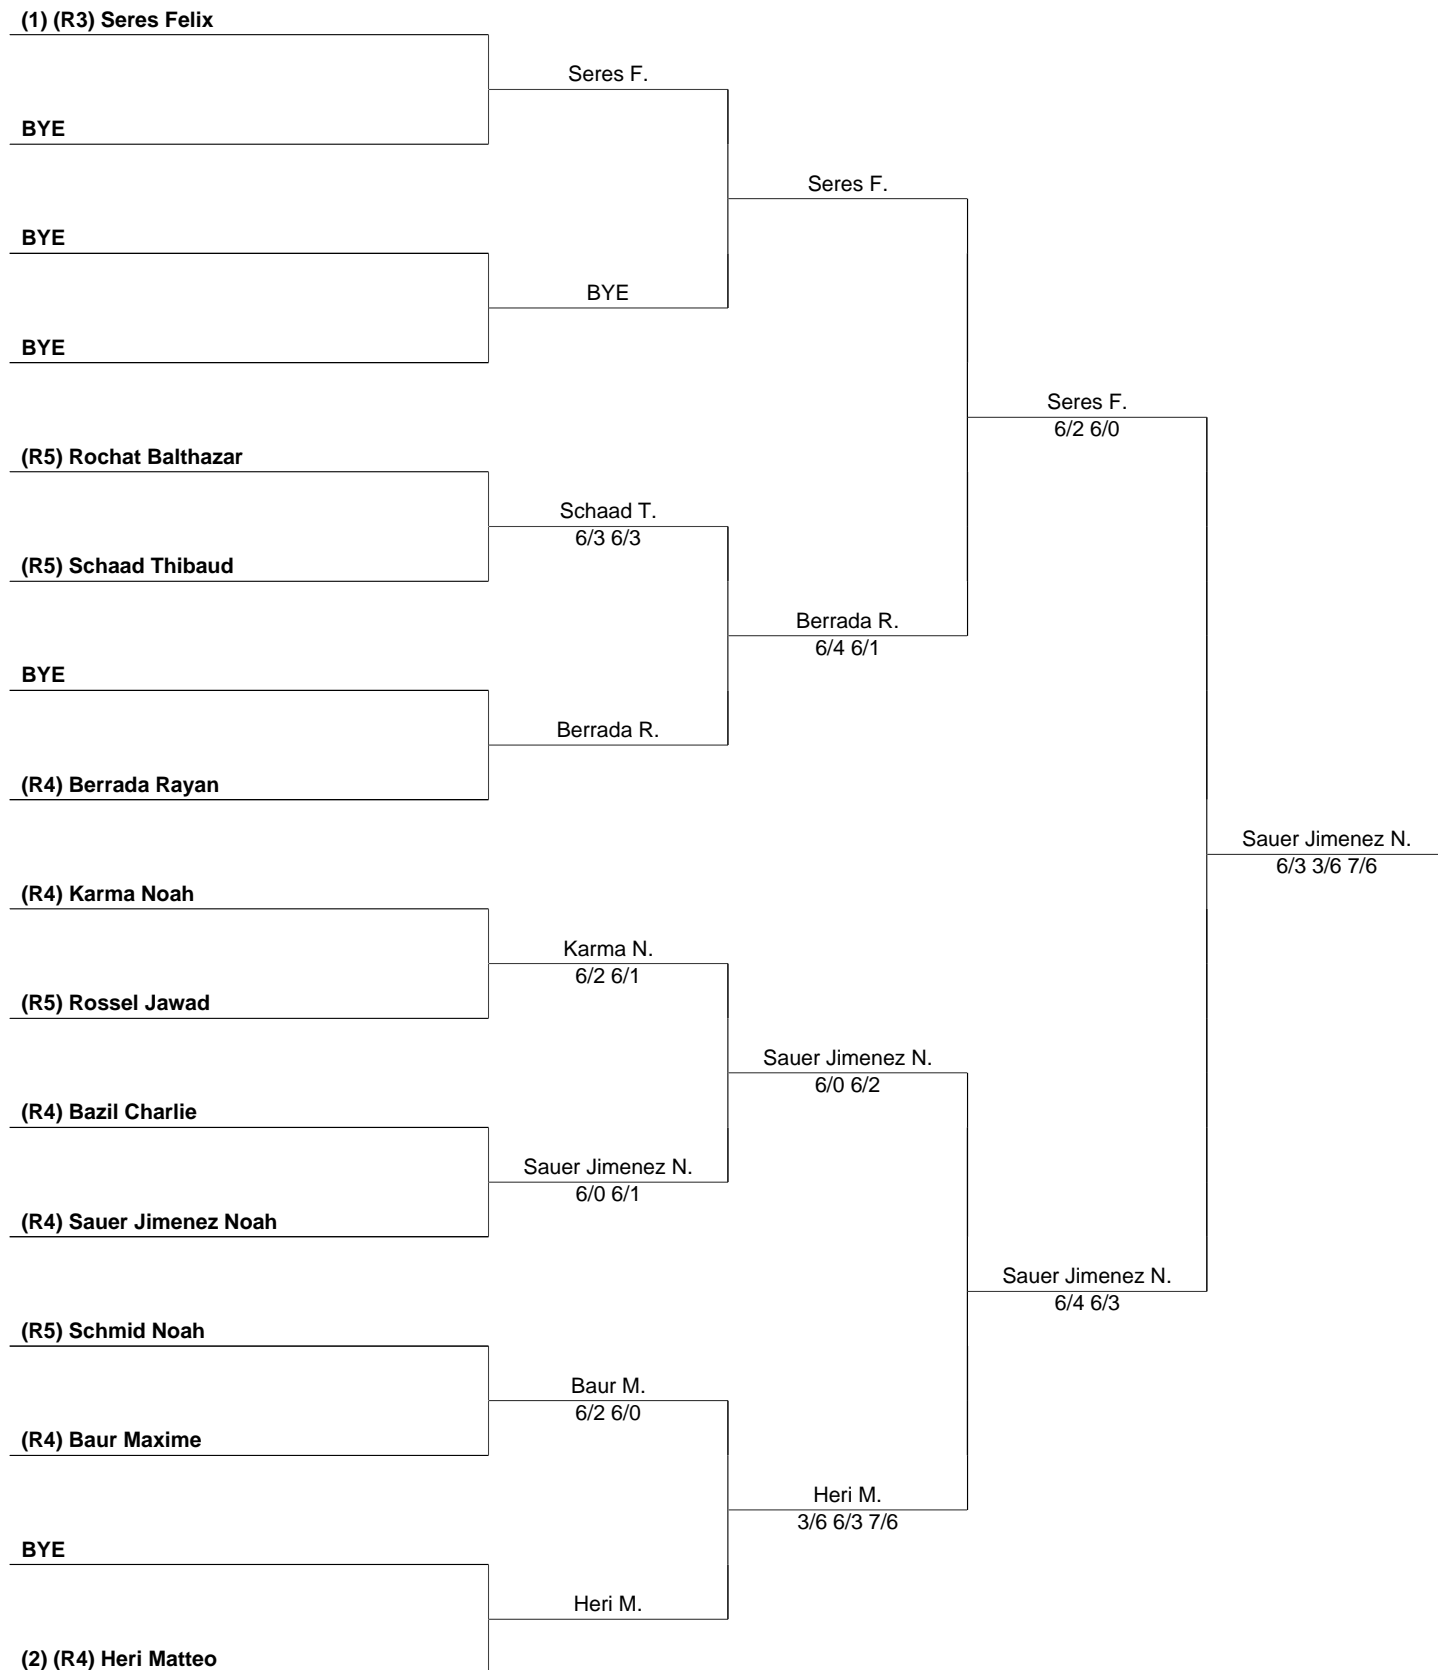 (1) (R3) Seres Felix
Seres F.
BYE
Seres F.
BYE
BYE
BYE
Seres F.
6/2 6/0
(R5) Rochat Balthazar
Schaad T.
6/3 6/3
(R5) Schaad Thibaud
Berrada R.
6/4 6/1
BYE
Berrada R.
(R4) Berrada Rayan
Sauer Jimenez N.
6/3 3/6 7/6
(R4) Karma Noah
Karma N.
6/2 6/1
(R5) Rossel Jawad
Sauer Jimenez N.
6/0 6/2
(R4) Bazil Charlie
Sauer Jimenez N.
6/0 6/1
(R4) Sauer Jimenez Noah
Sauer Jimenez N.
6/4 6/3
(R5) Schmid Noah
Baur M.
6/2 6/0
(R4) Baur Maxime
Heri M.
3/6 6/3 7/6
BYE
Heri M.
(2) (R4) Heri Matteo